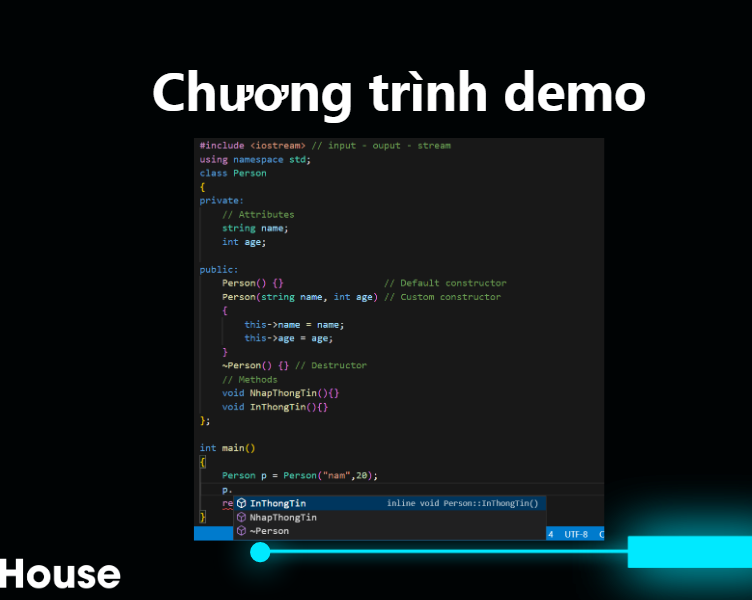 Chương trình demo
#include <iostream> // input - ouput - stream
using namespace std;
class Person
{
private:
// Attributes
string name;
int age;
public:
Person() {} // Default constructor
Person(string name, int age) // Custom constructor
{
this->name = name;
this->age = age;
}
~Person() {} // Destructor
// Methods
void NhapThongTin(){}
void InThongTin(){}
};
int main()
{
Person p = Person("nam",20);
p.
re
InThongTin inline void Person::InThongTin()
NhapThongTin
~Person
}
4 UTF-8 C
House